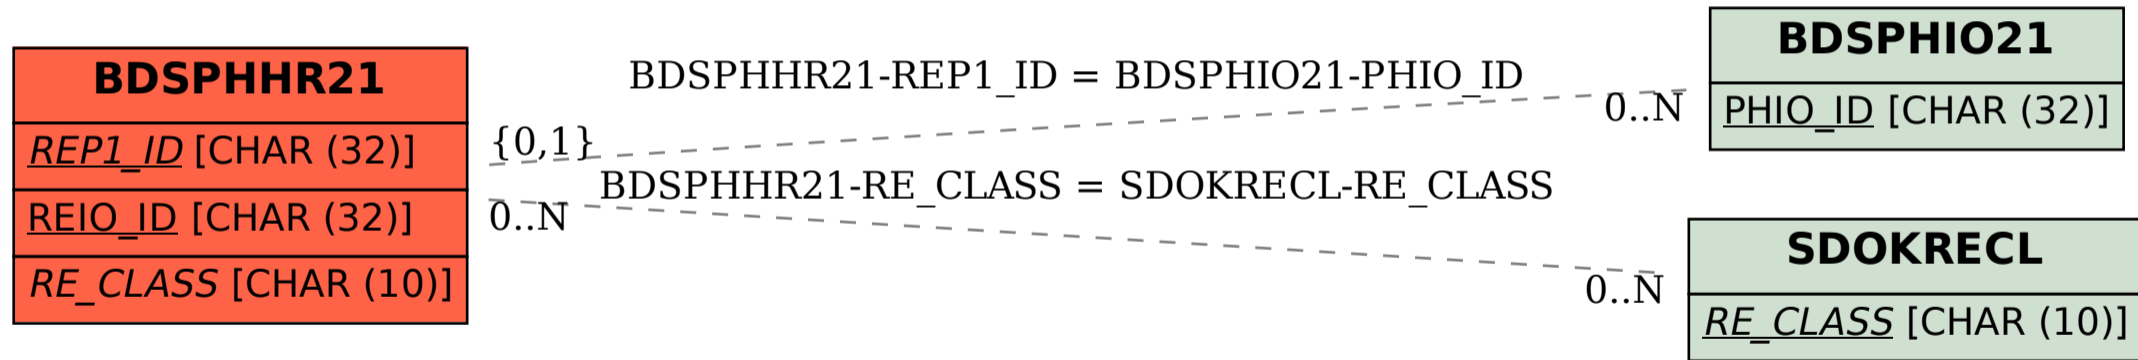 BDSPHHR21
REP1_ID [CHAR (32)]
REIO_ID [CHAR (32)]
RE_CLASS [CHAR (10)]
BDSPHHR21-REP1_ID = BDSPHIO21-PHIO_ID
{0,1}
0..N
BDSPHHR21-RE_CLASS = SDOKRECL-RE_CLASS
0..N
0..N
BDSPHIO21
PHIO_ID [CHAR (32)]
SDOKRECL
RE_CLASS [CHAR (10)]